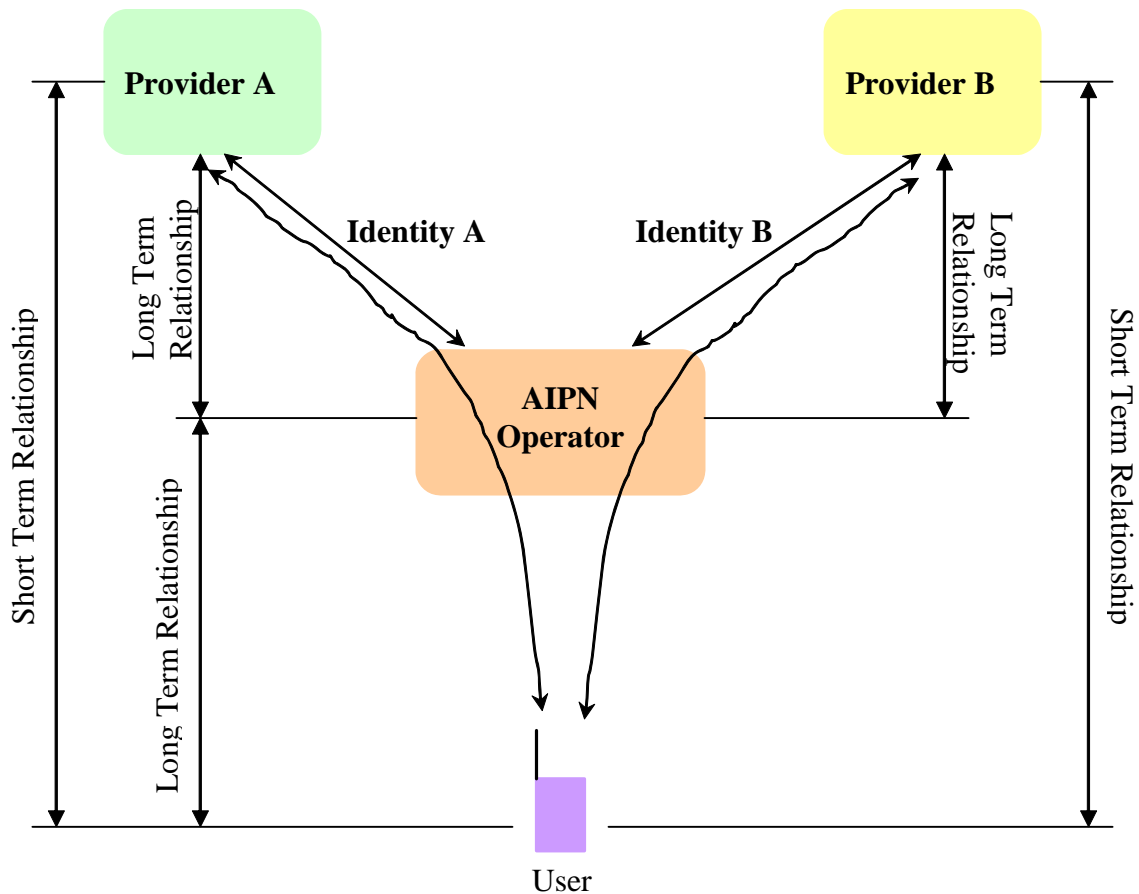 Provider A
Provider B
Identity A
Identity B
Long Term
Relationship
Long Term
Relationship
Short Term Relationship
Short Term Relationship
AIPN
Operator
Long Term Relationship
User